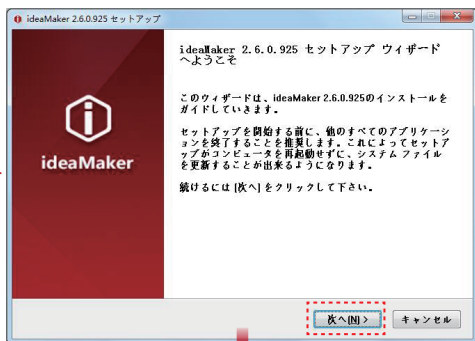 ideaMaker 2.6.0.925 セットアップ
ideaMaker 2.6.0.925 セットアップ ウィザード
へようこそ
このウィザードは、ideaMaker 2.6.0.925のインストールを
ガイドしていきます。
セットアップを開始する前に、他のすべてのアプリケーシ
ョンを終了することを推奨します。これによってセットア
ップがコンピュータを再起動せずに、システム ファイル
を更新することが出来るようになります。
続けるには [次へ] をクリックして下さい。
ideaMaker
次へ(N) >
キャンセル